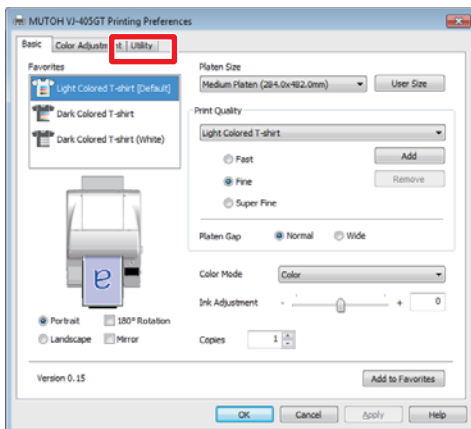 MUTOH VJ-405GT Printing Preferences
Basic
Color Adjustment
Utility
Favorites
Light Colored T-shirt [Default]
Dark Colored T-shirt
Dark Colored T-shirt (White)
a
Portrait
180° Rotation
Landscape
Mirror
Platen Size
Medium Platen (284.0x482.0mm)
User Size
Print Quality
Light Colored T-shirt
Fast
Add
Fine
Remove
Super Fine
Platen Gap
Normal
Wide
Color Mode
Color
Ink Adjustment
-
+
0
Copies
1
Version 0.15
Add to Favorites
OK
Cancel
Apply
Help